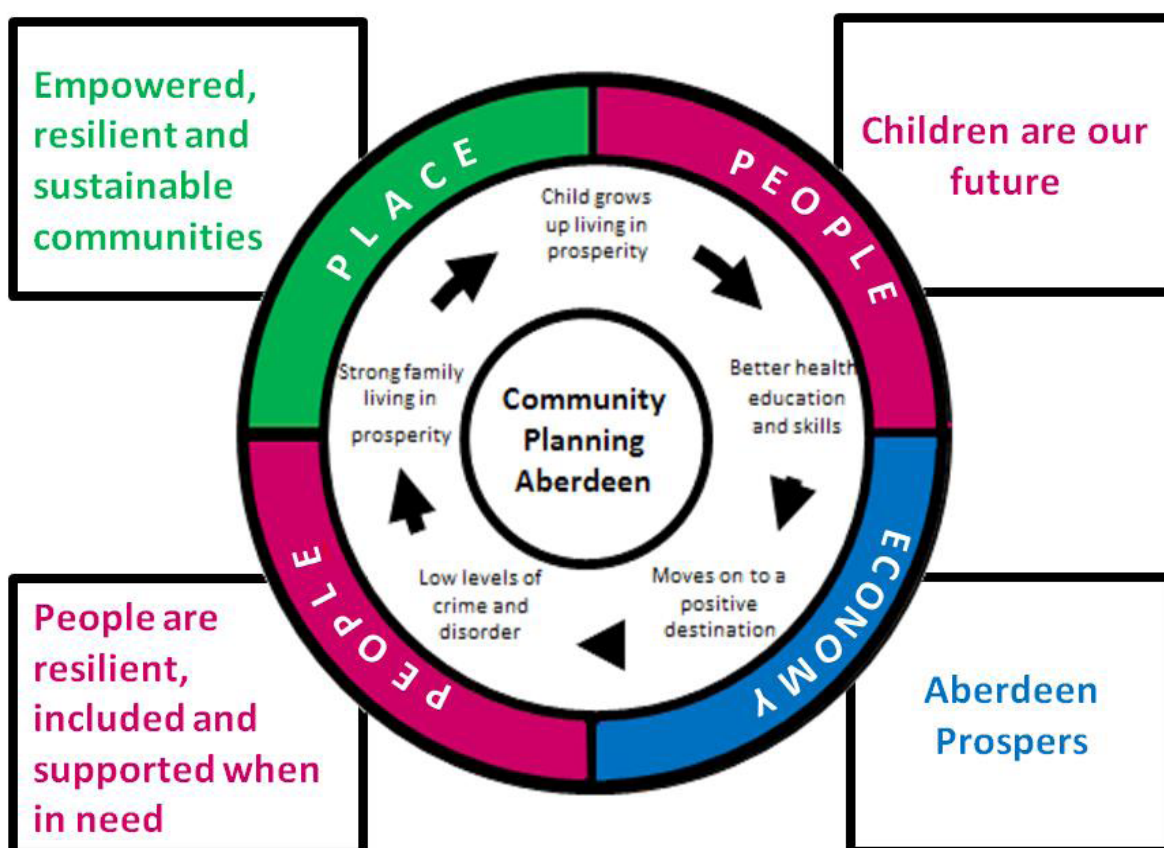 Empowered,
resilient and
sustainable
communities
Children are our
future
PLACE
PEOPLE
Child grows
up living in
prosperity
Strong family
living in
prosperity
Better health
education
and skills
Community
Planning
Aberdeen
Low levels of
crime and
disorder
Moves on to a
positive
destination
PEOPLE
ECONOMY
People are
resilient,
included and
supported when
in need
Aberdeen
Prospers